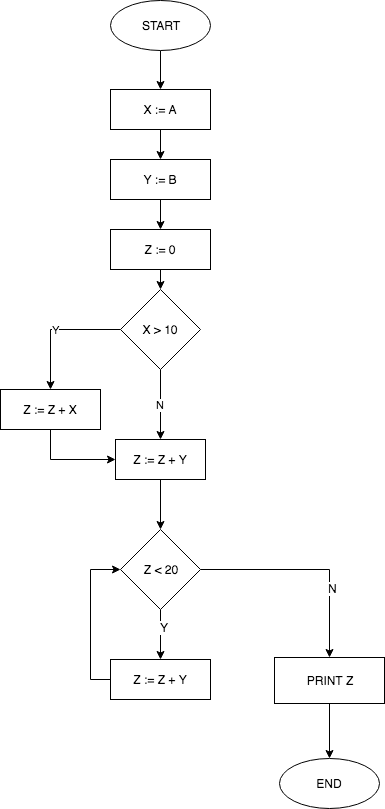 START
X := A
Y := B
Z := 0
X > 10
Y
Z := Z + X
N
Z := Z + Y
Z < 20
N
Y
Z := Z + Y
PRINT Z
END